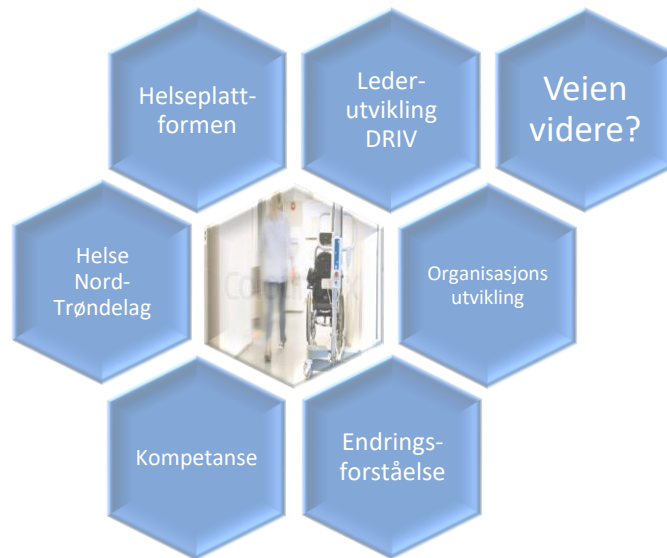 Helseplatt-
formen
Leder-
utvikling
DRIV
Veien
videre?
Helse
Nord-
Trøndelag
Organisasjons
utvikling
Kompetanse
Endrings-
forståelse